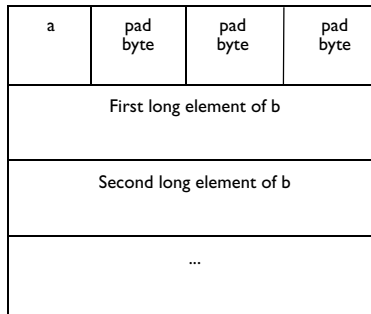 a
pad
byte
pad
byte
pad
byte
First long element of b
Second long element of b
...